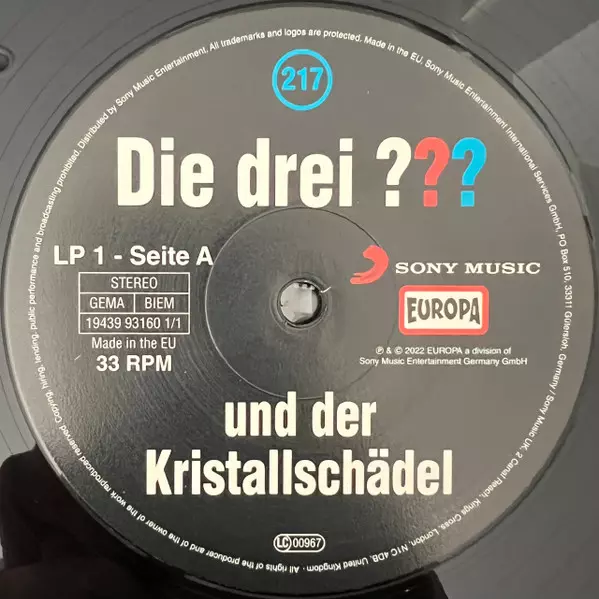 217
Die drei ???
LP 1 - Seite A
STEREO
GEMA BIEM
19439 93160 1/1
Made in the EU
33 RPM
SONY MUSIC
EUROPA
℗ & © 2022 EUROPA a division of
Sony Music Entertainment Germany GmbH
und der
Kristallschädel
LC 00967
All rights of the producer and of the owner of the work reproduced reserved. Copying, hiring, lending, public performance and broadcasting prohibited. Distributed by Sony Music Entertainment. All trademarks and logos are protected. Made in the EU, Sony Music Entertainment International Services GmbH, PO Box 510, 33311 Gütersloh, Germany / Sony Music UK, 2 Canal Reach, Kings Cross, London, N1C 4DB, United Kingdom -